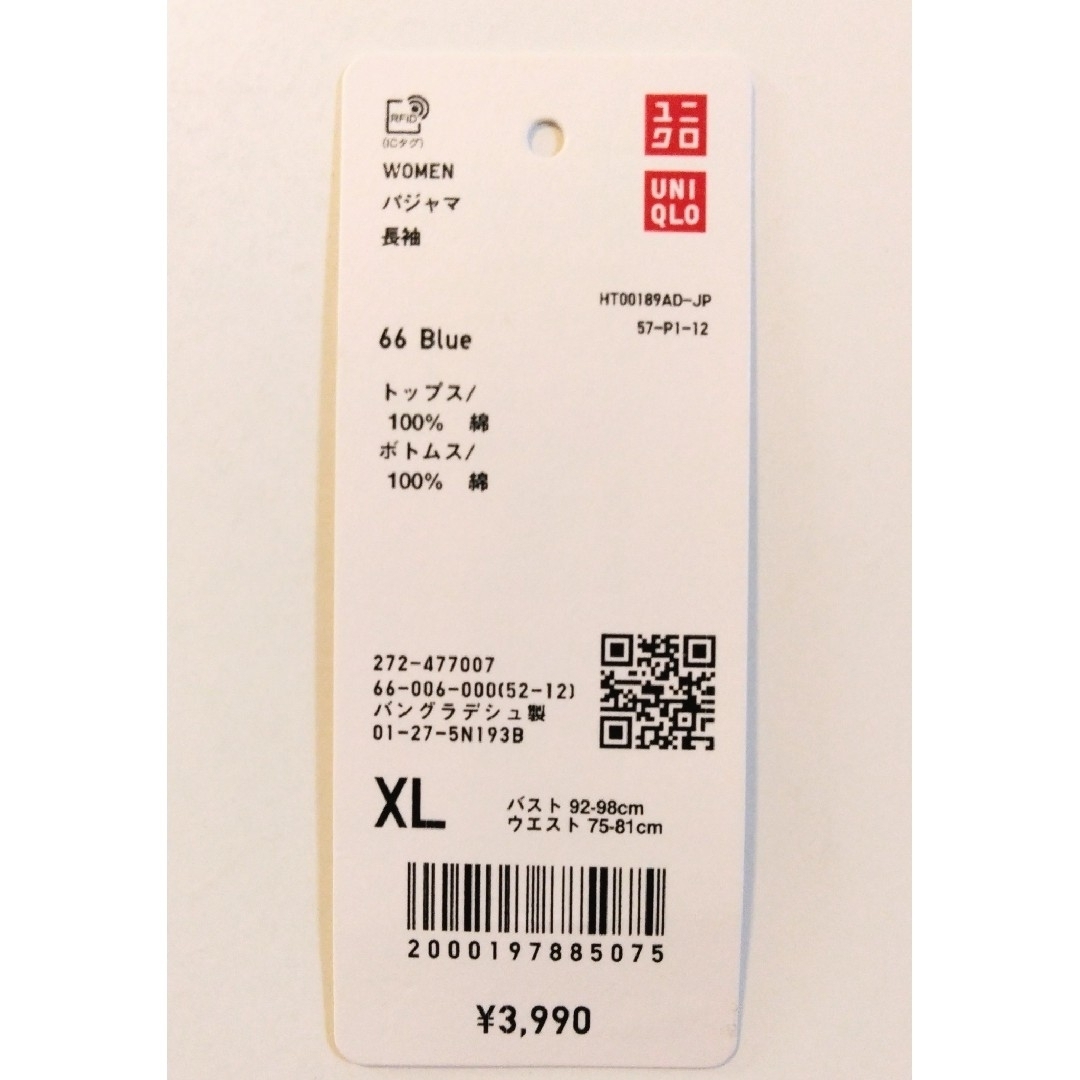 RFID
(ICタグ)
WOMEN
パジャマ
長袖
ユニ
クロ
UNI
QLO
HT00189AD-JP
57-P1-12
66 Blue
トップス/
100% 綿
ボトムス/
100% 綿
272-477007
66-006-000(52-12)
バングラデシュ製
01-27-5N193B
XL
バスト 92-98cm
ウエスト 75-81cm
2000197885075
¥3,990